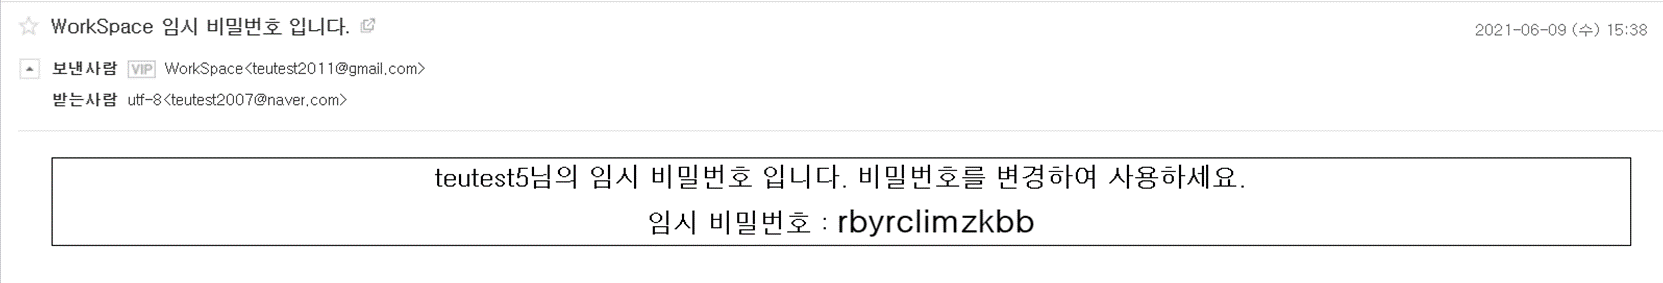 WorkSpace 임시 비밀번호 입니다.
2021-06-09 (수) 15:38
보낸사람 VIP WorkSpace<teutest2011@gmail.com>
받는사람 utf-8<teutest2007@naver.com>
teutest5님의 임시 비밀번호 입니다. 비밀번호를 변경하여 사용하세요.
임시 비밀번호 : rbyrclimzkbb